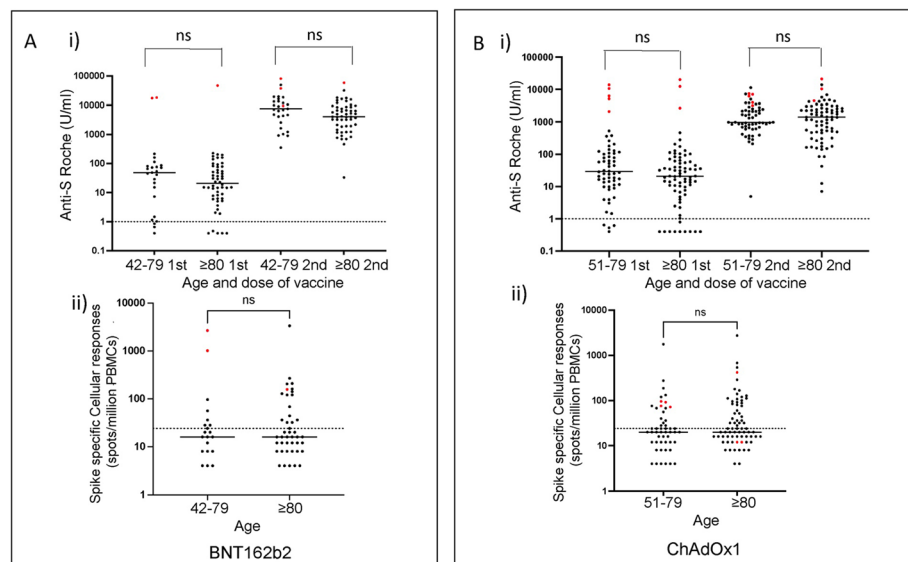 A i)
ns ns
Anti-S Roche (U/ml)
100000
10000
1000
100
10
1
0.1
42-79 1st ≥80 1st 42-79 2nd ≥80 2nd
Age and dose of vaccine
ii)
ns
Spike specific Cellular responses
(spots/million PBMCs)
10000
1000
100
10
1
42-79 ≥80
Age
BNT162b2
B i)
ns ns
Anti-S Roche (U/ml)
100000
10000
1000
100
10
1
0.1
51-79 1st ≥80 1st 51-79 2nd ≥80 2nd
Age and dose of vaccine
ii)
ns
Spike specific Cellular responses
(spots/million PBMCs)
10000
1000
100
10
1
51-79 ≥80
Age
ChAdOx1